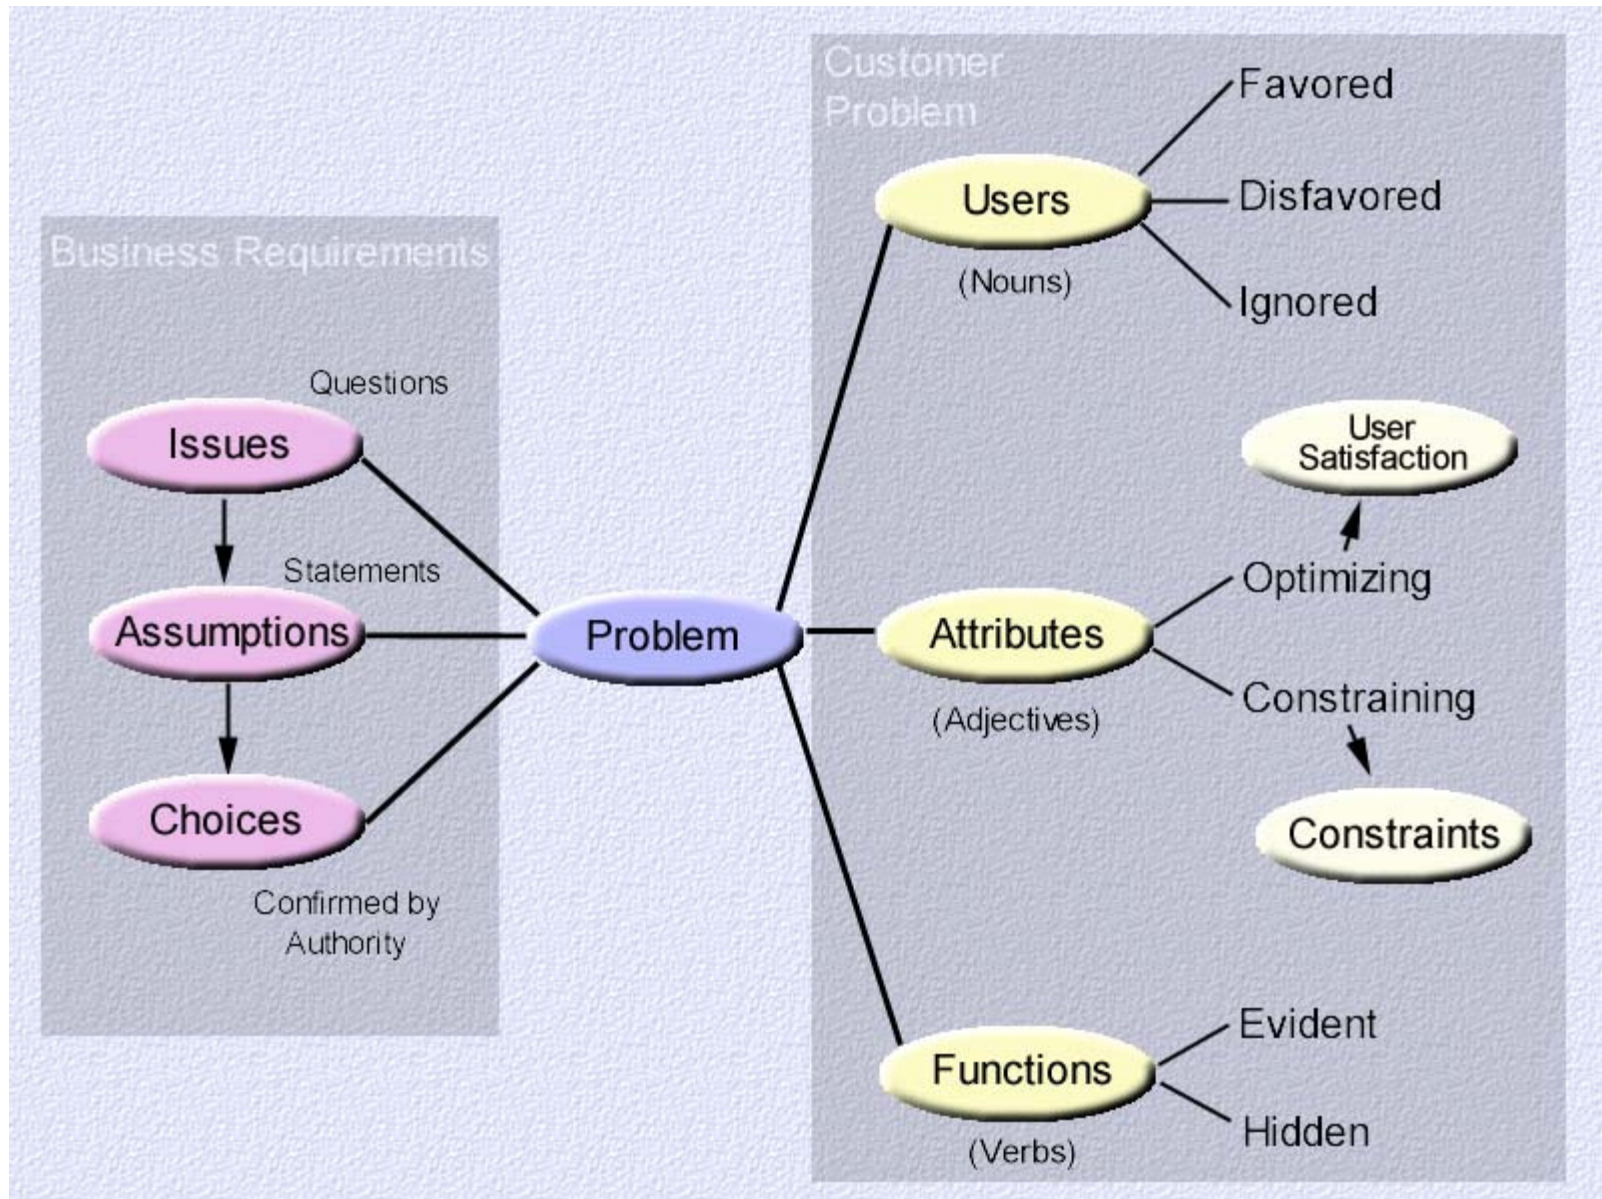 Business Requirements
Questions
Issues
Statements
Assumptions
Choices
Confirmed by
Authority
Problem
Customer
Problem
Users
(Nouns)
Favored
Disfavored
Ignored
Attributes
(Adjectives)
User
Satisfaction
Optimizing
Constraining
Constraints
Functions
(Verbs)
Evident
Hidden